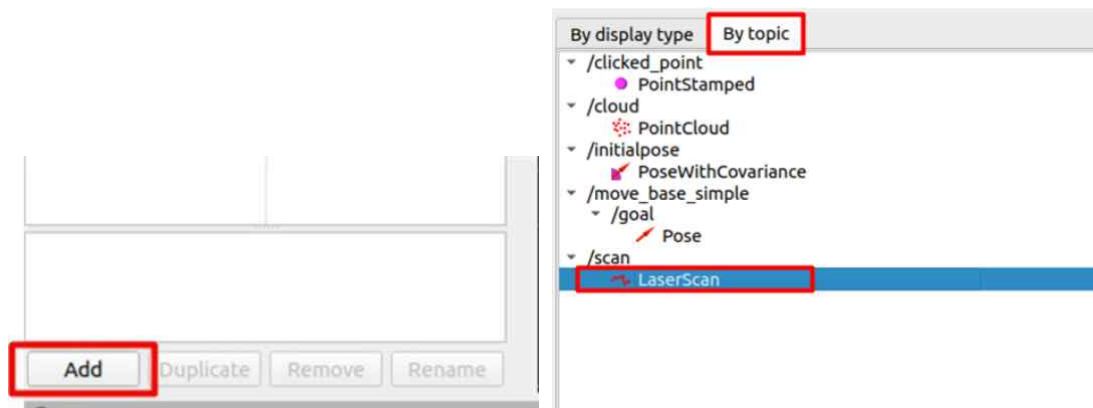 Add Duplicate Remove Rename
By display type By topic
/clicked_point
PointStamped
/cloud
PointCloud
/initialpose
PoseWithCovariance
/move_base_simple
/goal
Pose
/scan
LaserScan